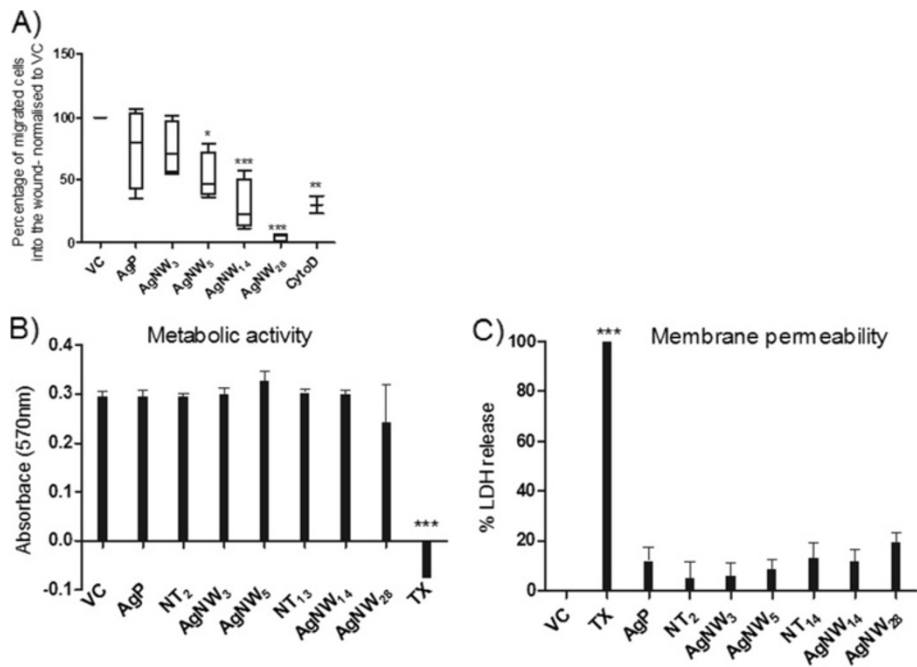 A)
Percentage of migrated cells
into the wound- normalised to VC
150
100
50
0
*
***
***
**
VC
AgP
AgNW3
AgNW5
AgNW14
AgNW28
CytoD
B)
Metabolic activity
Absorbace (570nm)
0.4
0.3
0.2
0.0
-0.1
***
VC
AgP
NT2
AgNW3
AgNW5
NT13
AgNW14
AgNW28
TX
C)
Membrane permeability
% LDH release
100
80
60
40
20
0
***
VC
TX
AgP
NT2
AgNW3
AgNW5
NT14
AgNW14
AgNW28